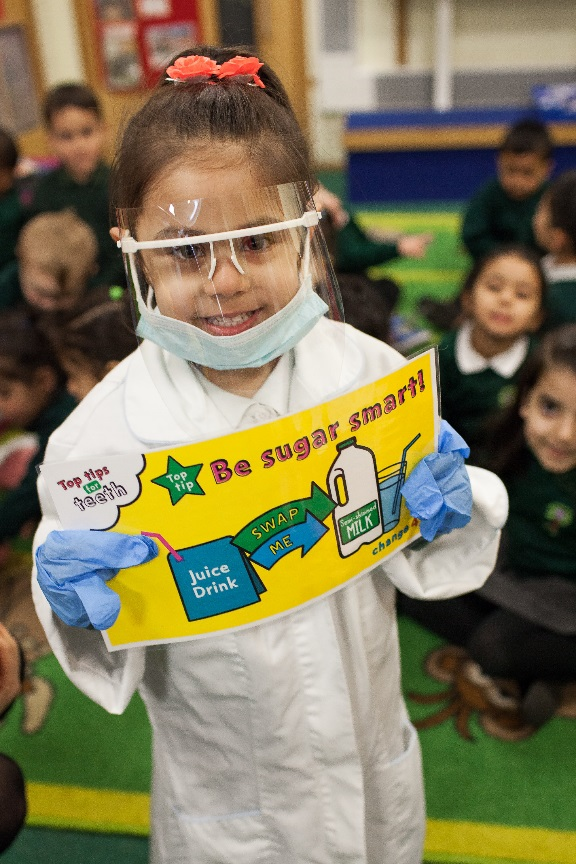 Top tips
for
teeth
Top
tip
Be sugar smart!
SWAP
ME
Juice
Drink
Semi-skimmed
MILK
change